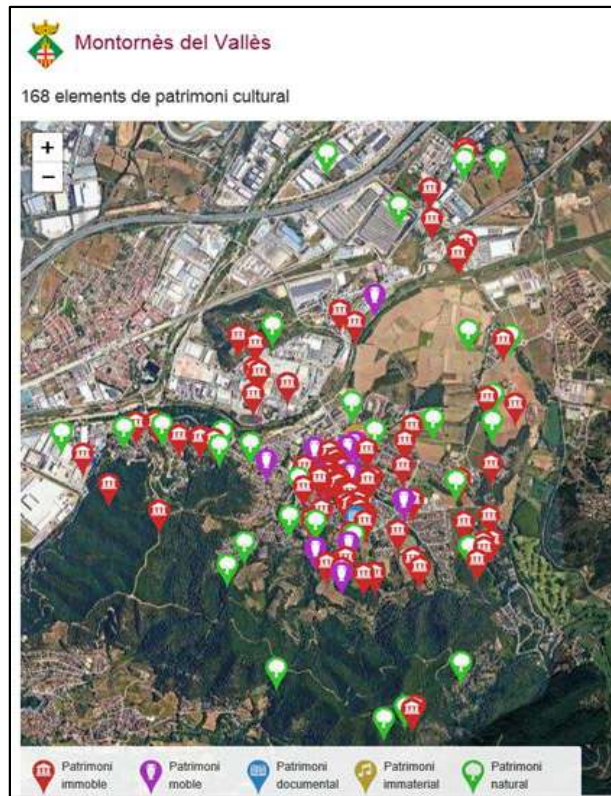 Montornès del Vallès
168 elements de patrimoni cultural
+
−
Patrimoni immoble
Patrimoni moble
Patrimoni documental
Patrimoni immaterial
Patrimoni natural